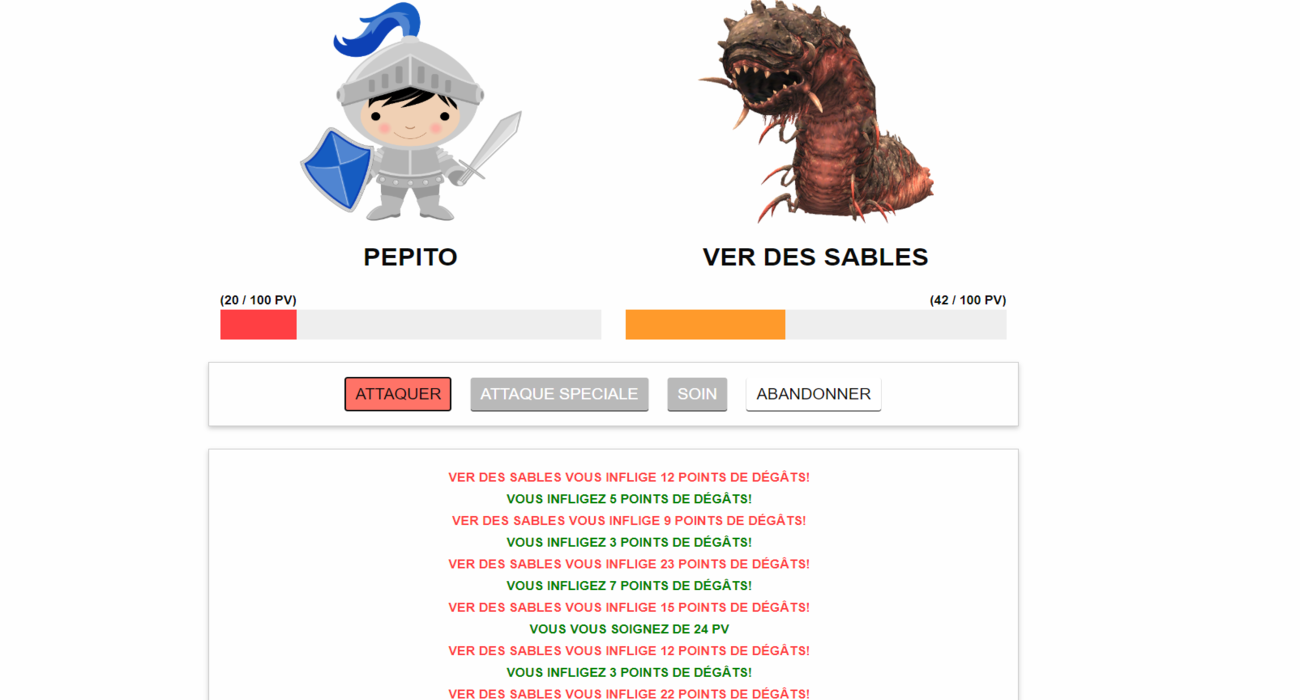 PEPITO
VER DES SABLES
(20 / 100 PV)
(42 / 100 PV)
ATTAQUER
ATTAQUE SPECIALE
SOIN
ABANDONNER
VER DES SABLES VOUS INFLIGE 12 POINTS DE DÉGÂTS!
VOUS INFLIGEZ 5 POINTS DE DÉGÂTS!
VER DES SABLES VOUS INFLIGE 9 POINTS DE DÉGÂTS!
VOUS INFLIGEZ 3 POINTS DE DÉGÂTS!
VER DES SABLES VOUS INFLIGE 23 POINTS DE DÉGÂTS!
VOUS INFLIGEZ 7 POINTS DE DÉGÂTS!
VER DES SABLES VOUS INFLIGE 15 POINTS DE DÉGÂTS!
VOUS VOUS SOIGNEZ DE 24 PV
VER DES SABLES VOUS INFLIGE 12 POINTS DE DÉGÂTS!
VOUS INFLIGEZ 3 POINTS DE DÉGÂTS!
VER DES SABLES VOUS INFLIGE 22 POINTS DE DÉGÂTS!